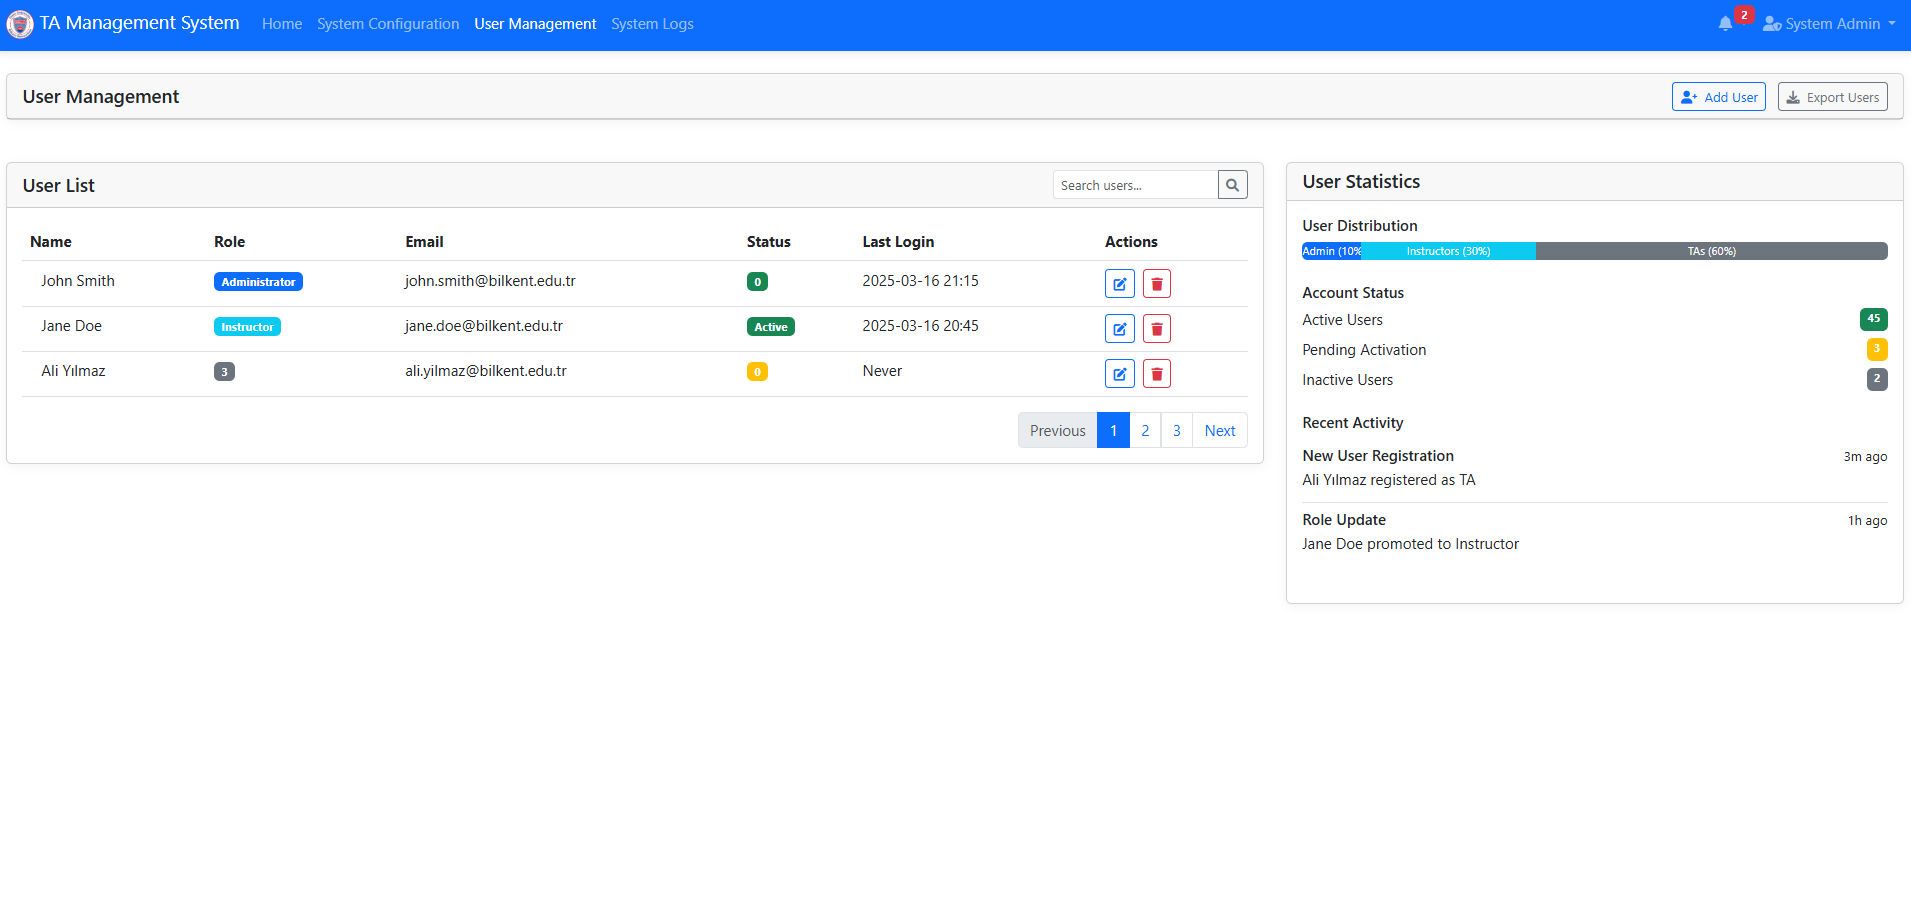 TA Management System Home System Configuration User Management System Logs 2 System Admin
User Management Add User Export Users
User List Search users...
Name Role Email Status Last Login Actions
John Smith Administrator john.smith@bilkent.edu.tr 0 2025-03-16 21:15
Jane Doe Instructor jane.doe@bilkent.edu.tr Active 2025-03-16 20:45
Ali Yılmaz 3 ali.yilmaz@bilkent.edu.tr 0 Never
Previous 1 2 3 Next
User Statistics
User Distribution
Admin (10% Instructors (30%) TAs (60%)
Account Status
Active Users 45
Pending Activation 3
Inactive Users 2
Recent Activity
New User Registration 3m ago
Ali Yılmaz registered as TA
Role Update 1h ago
Jane Doe promoted to Instructor